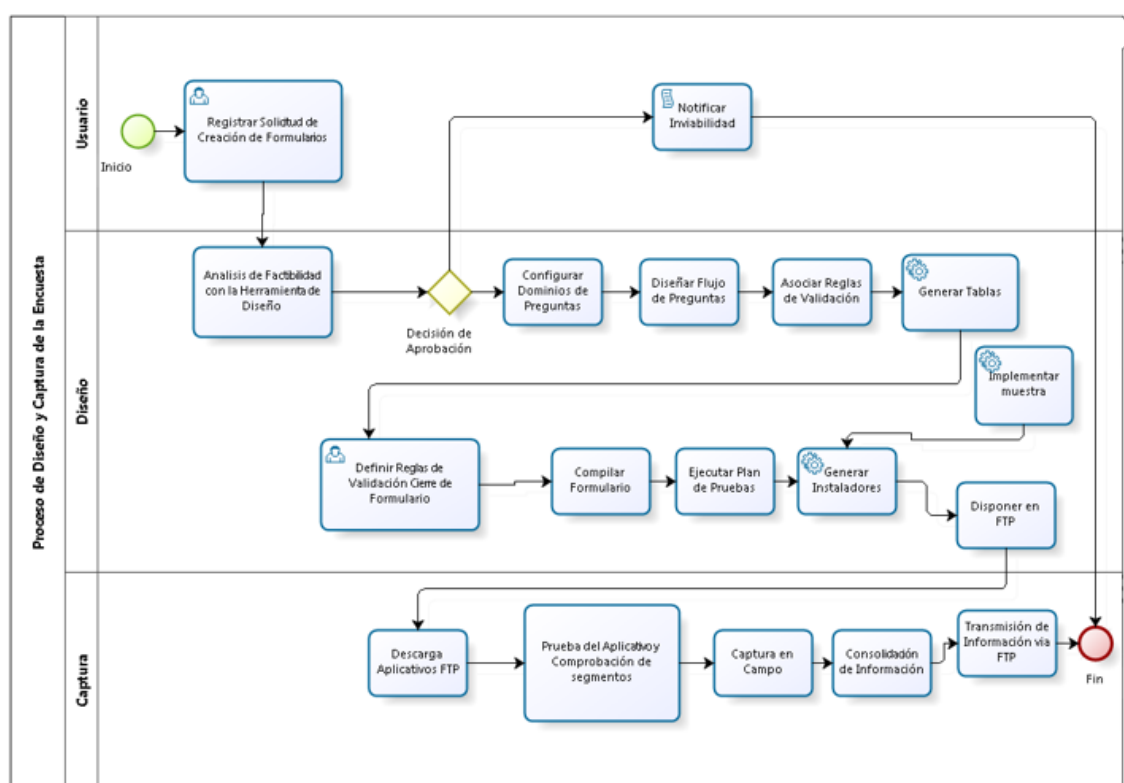 Proceso de Diseño y Captura de la Encuesta
Usuario
Inicio
Registrar Solicitud de
Creación de Formularios
Notificar
Inviabilidad
Diseño
Analisis de Factibilidad
con la Herramienta de
Diseño
Decisión de
Aprobación
Configurar
Dominios de
Preguntas
Diseñar Flujo
de Preguntas
Asociar Reglas
de Validación
Generar Tablas
Implementar
muestra
Definir Reglas de
Validación Cierre de
Formulario
Compilar
Formulario
Ejecutar Plan
de Pruebas
Generar
Instaladores
Disponer en
FTP
Captura
Descarga
Aplicativos FTP
Prueba del Aplicativo y
Comprobación de
segmentos
Captura en
Campo
Consolidación
de Información
Transmisión de
Información via
FTP
Fin